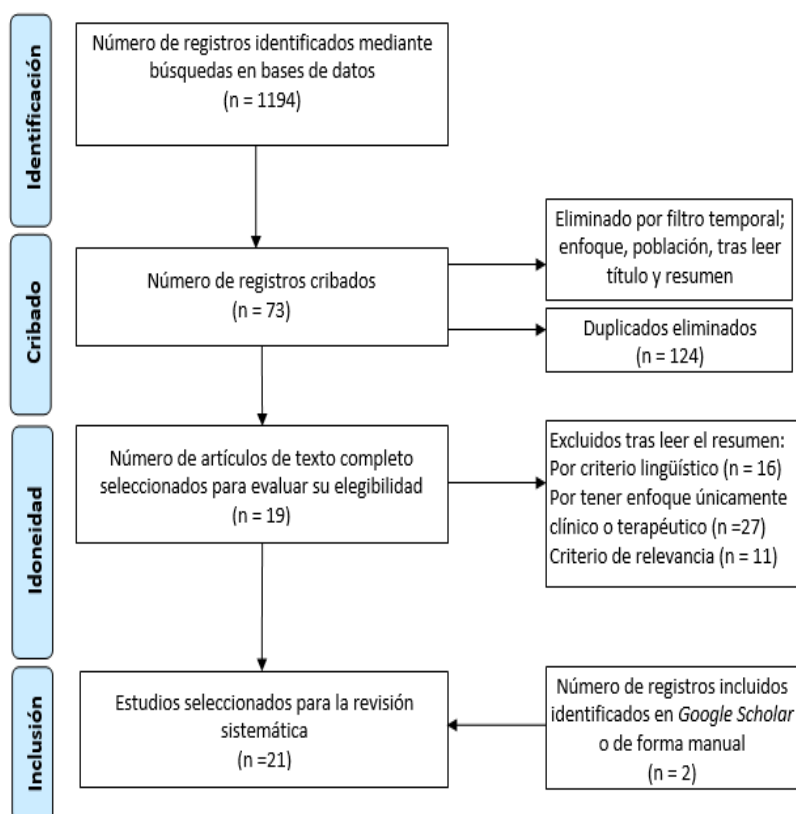 Identificación
Número de registros identificados mediante
búsquedas en bases de datos
(n = 1194)
Cribado
Número de registros cribados
(n = 73)
Eliminado por filtro temporal;
enfoque, población, tras leer
título y resumen
Duplicados eliminados
(n = 124)
Idoneidad
Número de artículos de texto completo
seleccionados para evaluar su elegibilidad
(n = 19)
Excluidos tras leer el resumen:
Por criterio lingüístico (n = 16)
Por tener enfoque únicamente
clínico o terapéutico (n =27)
Criterio de relevancia (n = 11)
Inclusión
Estudios seleccionados para la revisión
sistemática
(n =21)
Número de registros incluidos
identificados en Google Scholar
o de forma manual
(n = 2)